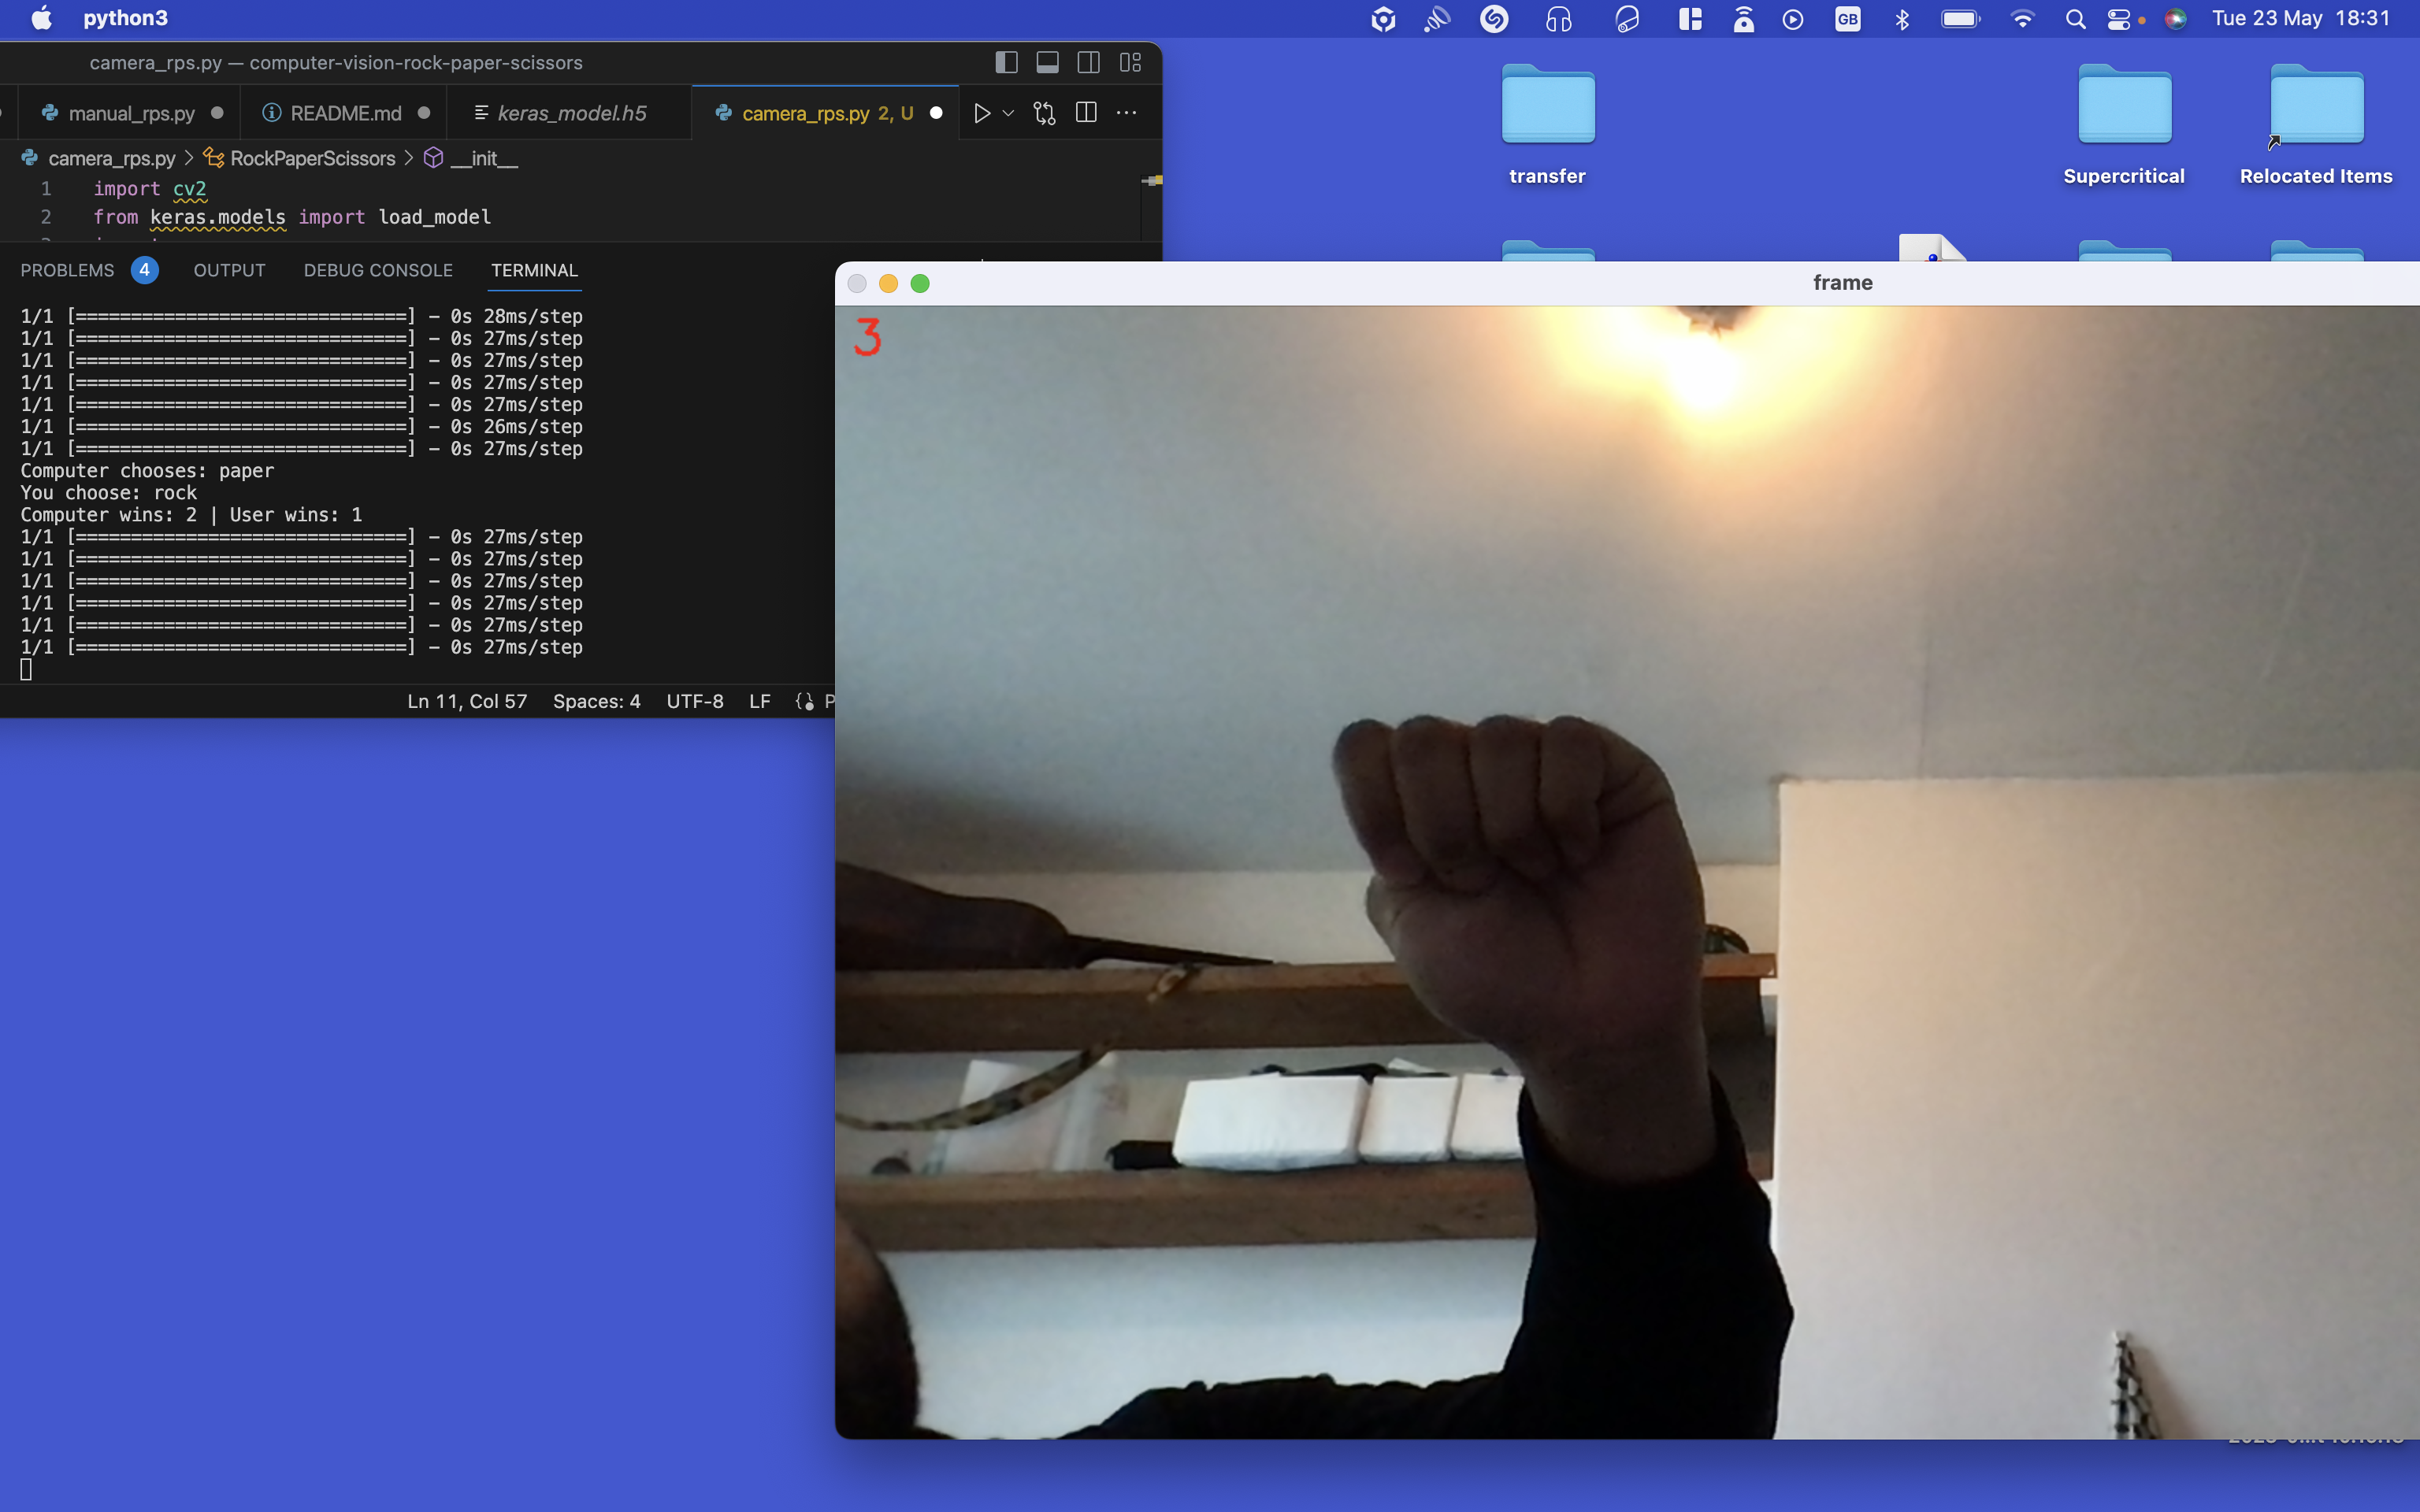 python3
GB
Tue 23 May 18:31
camera_rps.py — computer-vision-rock-paper-scissors
manual_rps.py
README.md
keras_model.h5
camera_rps.py 2, U
camera_rps.py > RockPaperScissors > __init__
1 import cv2
2 from keras.models import load_model
PROBLEMS 4 OUTPUT DEBUG CONSOLE TERMINAL
1/1 [==============================] - 0s 28ms/step
1/1 [==============================] - 0s 27ms/step
1/1 [==============================] - 0s 27ms/step
1/1 [==============================] - 0s 27ms/step
1/1 [==============================] - 0s 27ms/step
1/1 [==============================] - 0s 26ms/step
1/1 [==============================] - 0s 27ms/step
Computer chooses: paper
You choose: rock
Computer wins: 2 | User wins: 1
1/1 [==============================] - 0s 27ms/step
1/1 [==============================] - 0s 27ms/step
1/1 [==============================] - 0s 27ms/step
1/1 [==============================] - 0s 27ms/step
1/1 [==============================] - 0s 27ms/step
1/1 [==============================] - 0s 27ms/step
Ln 11, Col 57 Spaces: 4 UTF-8 LF {} P
transfer
Supercritical
Relocated Items
frame
3